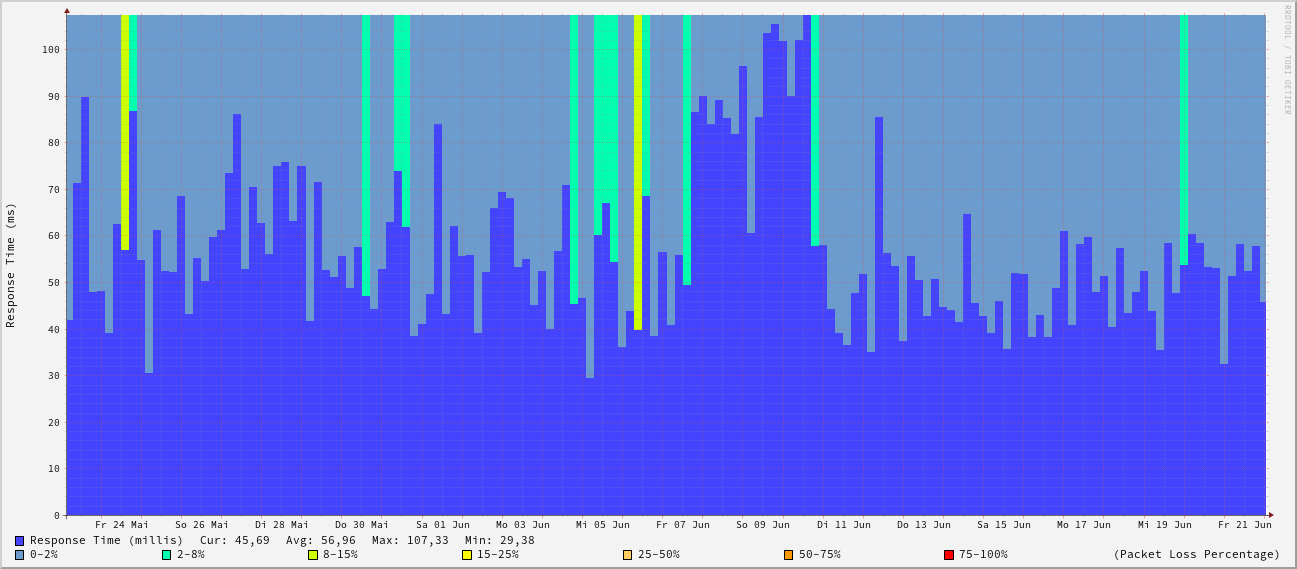 RRDTOOL / TOBI OETIKER
Response Time (ms)
100
90
80
70
60
50
40
30
20
10
0
Fr 24 Mai So 26 Mai Di 28 Mai Do 30 Mai Sa 01 Jun Mo 03 Jun Mi 05 Jun Fr 07 Jun So 09 Jun Di 11 Jun Do 13 Jun Sa 15 Jun Mo 17 Jun Mi 19 Jun Fr 21 Jun
Response Time (millis) Cur: 45,69 Avg: 56,96 Max: 107,33 Min: 29,38
0-2% 2-8% 8-15% 15-25% 25-50% 50-75% 75-100% (Packet Loss Percentage)